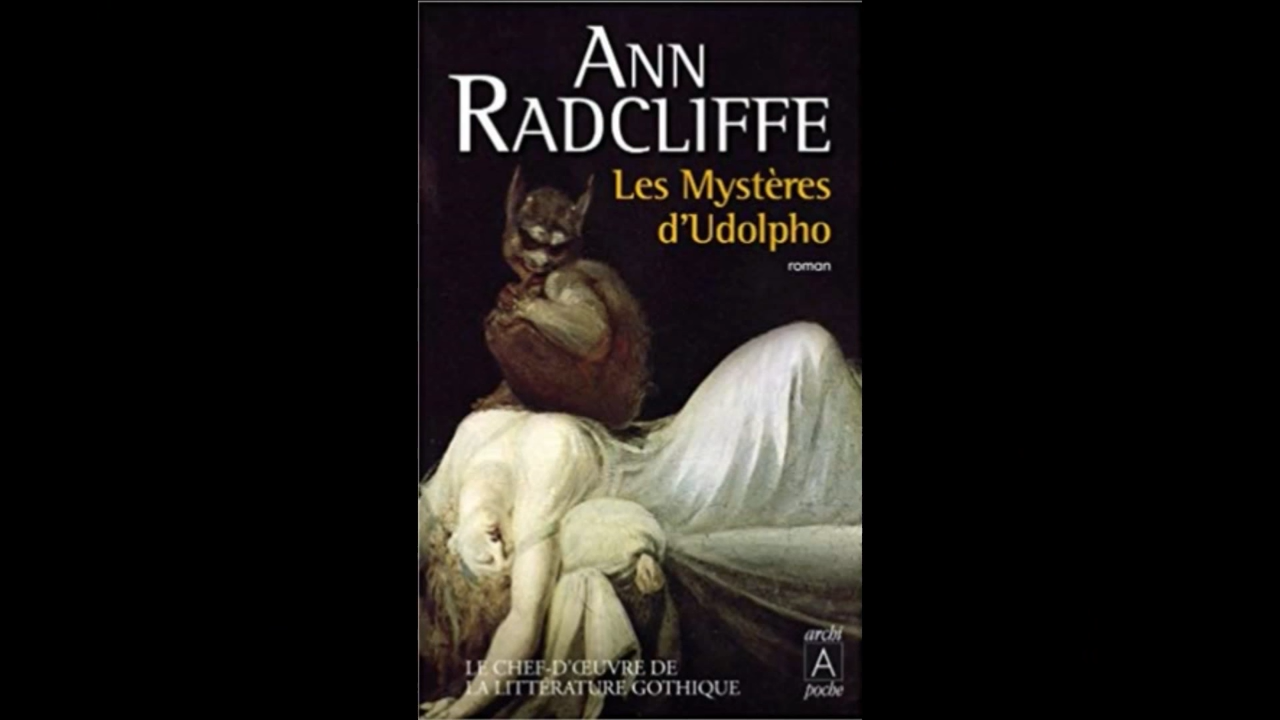 ANN
RADCLIFFE
Les Mystères
d'Udolpho
roman
LE CHEF-D'ŒUVRE DE
LA LITTÉRATURE GOTHIQUE
archi
A
poche